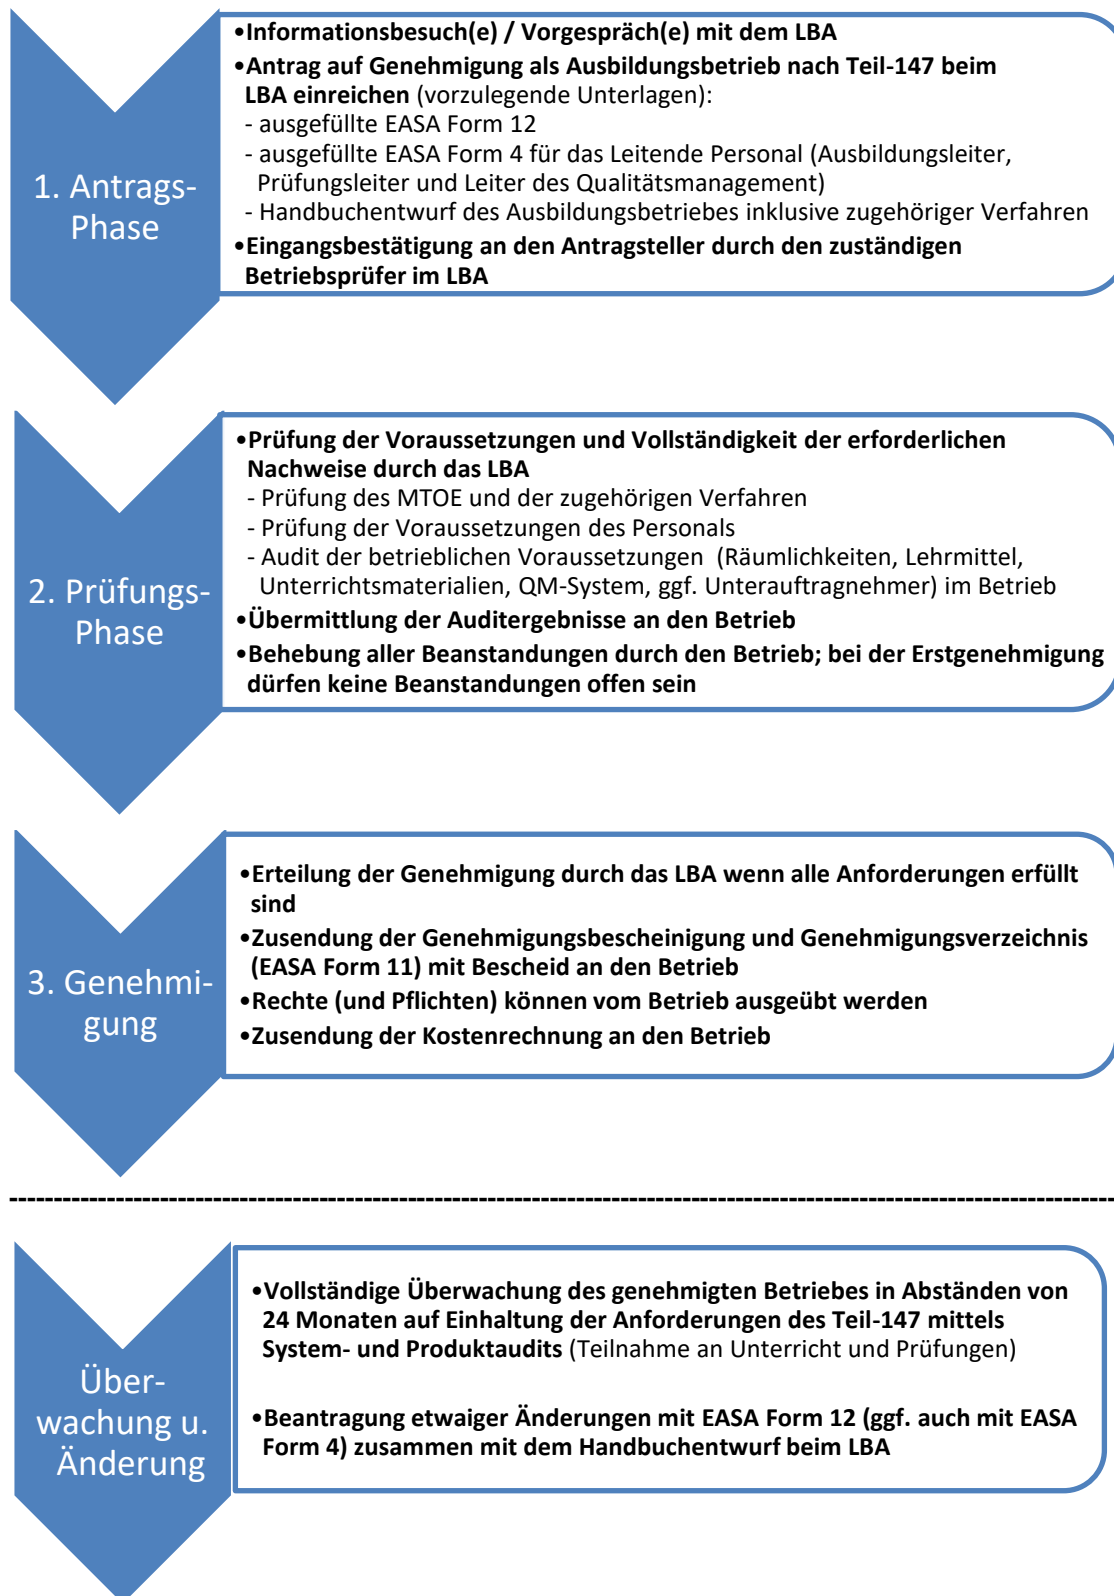 1. Antrags-
Phase
•Informationsbesuch(e) / Vorgespräch(e) mit dem LBA
•Antrag auf Genehmigung als Ausbildungsbetrieb nach Teil-147 beim
LBA einreichen (vorzulegende Unterlagen):
- ausgefüllte EASA Form 12
- ausgefüllte EASA Form 4 für das Leitende Personal (Ausbildungsleiter,
Prüfungsleiter und Leiter des Qualitätsmanagement)
- Handbuchentwurf des Ausbildungsbetriebes inklusive zugehöriger Verfahren
•Eingangsbestätigung an den Antragsteller durch den zuständigen
Betriebsprüfer im LBA
2. Prüfungs-
Phase
•Prüfung der Voraussetzungen und Vollständigkeit der erforderlichen
Nachweise durch das LBA
- Prüfung des MTOE und der zugehörigen Verfahren
- Prüfung der Voraussetzungen des Personals
- Audit der betrieblichen Voraussetzungen (Räumlichkeiten, Lehrmittel,
Unterrichtsmaterialien, QM-System, ggf. Unterauftragnehmer) im Betrieb
•Übermittlung der Auditergebnisse an den Betrieb
•Behebung aller Beanstandungen durch den Betrieb; bei der Erstgenehmigung
dürfen keine Beanstandungen offen sein
3. Genehmi-
gung
•Erteilung der Genehmigung durch das LBA wenn alle Anforderungen erfüllt
sind
•Zusendung der Genehmigungsbescheinigung und Genehmigungsverzeichnis
(EASA Form 11) mit Bescheid an den Betrieb
•Rechte (und Pflichten) können vom Betrieb ausgeübt werden
•Zusendung der Kostenrechnung an den Betrieb
Über-
wachung u.
Änderung
•Vollständige Überwachung des genehmigten Betriebes in Abständen von
24 Monaten auf Einhaltung der Anforderungen des Teil-147 mittels
System- und Produktaudits (Teilnahme an Unterricht und Prüfungen)
•Beantragung etwaiger Änderungen mit EASA Form 12 (ggf. auch mit EASA
Form 4) zusammen mit dem Handbuchentwurf beim LBA